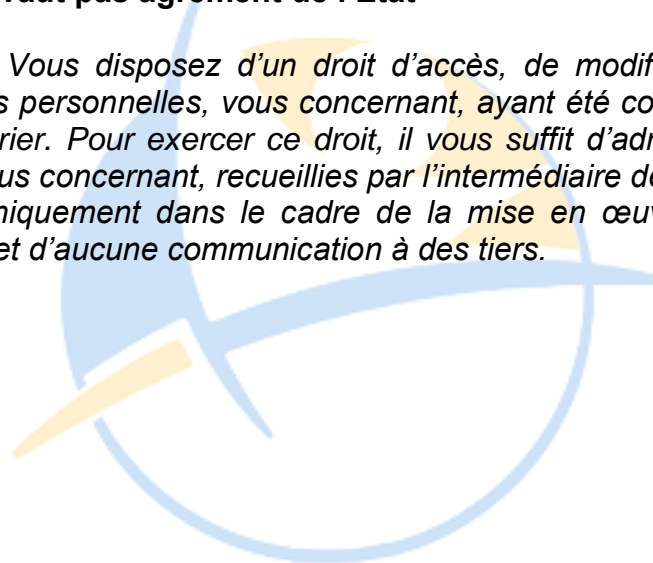 vaut pas agrément de l'Etat
Vous disposez d'un droit d'accès, de modif
s personnelles, vous concernant, ayant été co
rier. Pour exercer ce droit, il vous suffit d'adr
us concernant, recueillies par l'intermédiaire de
niquement dans le cadre de la mise en œuv
et d'aucune communication à des tiers.